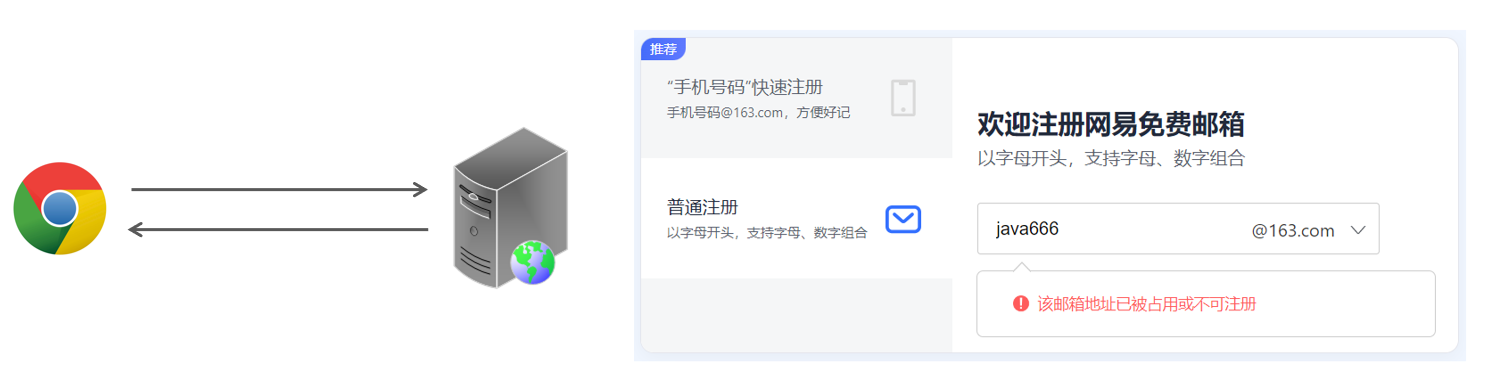 推荐
“手机号码”快速注册
手机号码@163.com，方便好记
普通注册
以字母开头，支持字母、数字组合
欢迎注册网易免费邮箱
以字母开头，支持字母、数字组合
java666 @163.com
该邮箱地址已被占用或不可注册